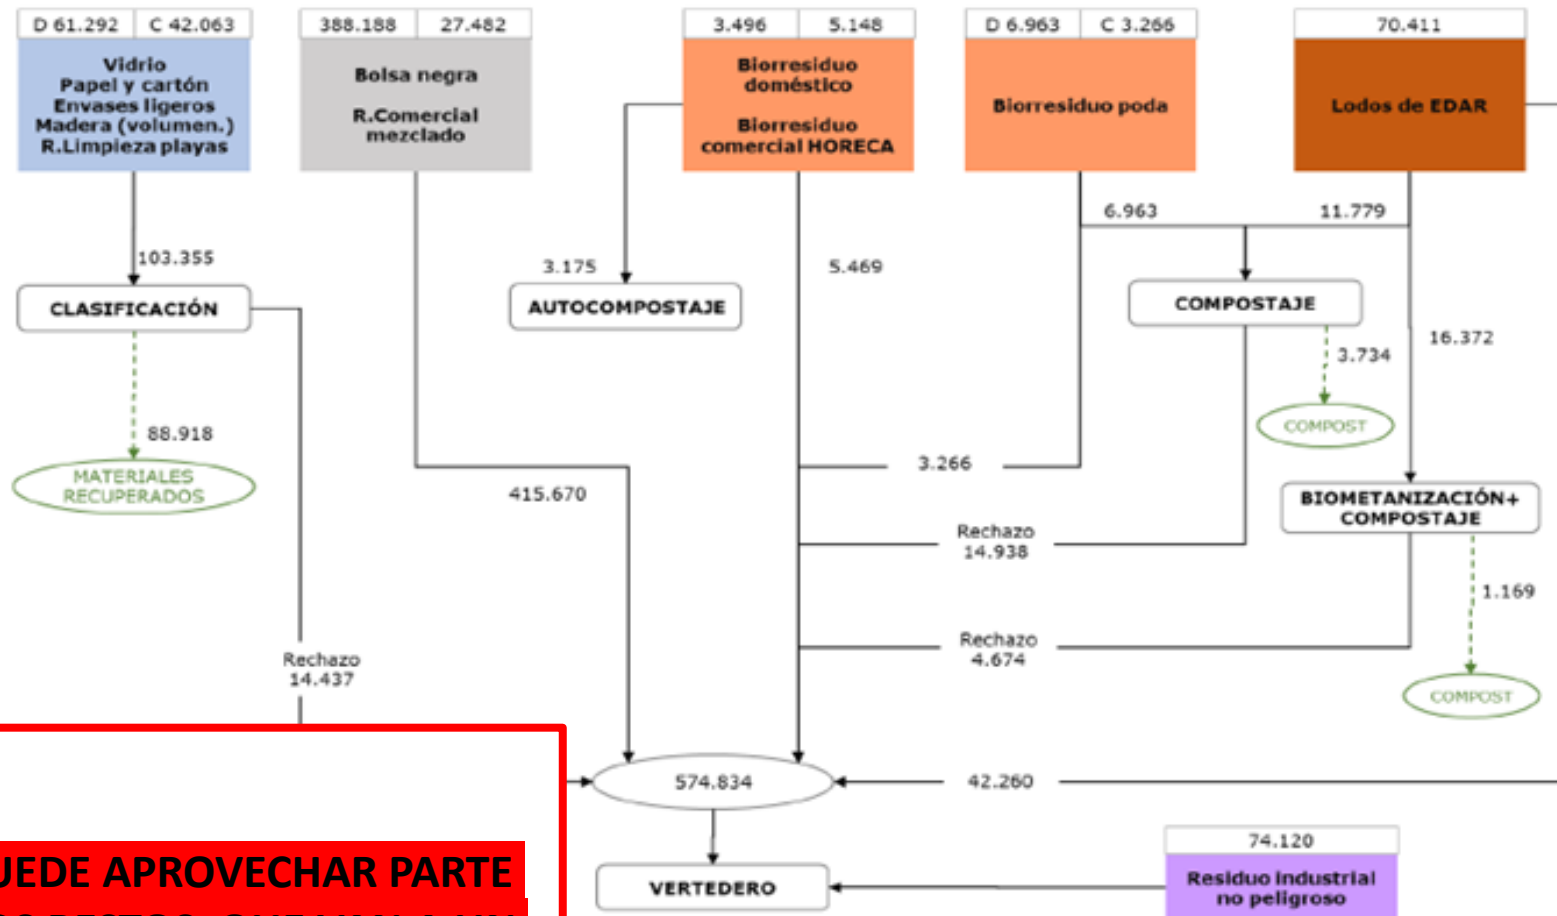 D 61.292 C 42.063
Vidrio
Papel y cartón
Envases ligeros
Madera (volumen.)
R.Limpieza playas
388.188 27.482
Bolsa negra
R.Comercial
mezclado
3.496 5.148
Biorresiduo
doméstico
Biorresiduo
comercial HORECA
D 6.963 C 3.266
Biorresiduo poda
70.411
Lodos de EDAR
6.963
11.779
103.355
3.175
5.469
CLASIFICACIÓN
AUTOCOMPOSTAJE
COMPOSTAJE
16.372
3.734
COMPOST
88.918
MATERIALES
RECUPERADOS
415.670
3.266
BIOMETANIZACIÓN+
COMPOSTAJE
Rechazo
14.938
1.169
Rechazo
4.674
Rechazo
14.437
COMPOST
574.834
42.260
VERTEDERO
74.120
Residuo industrial
no peligroso
UEDE APROVECHAR PARTE